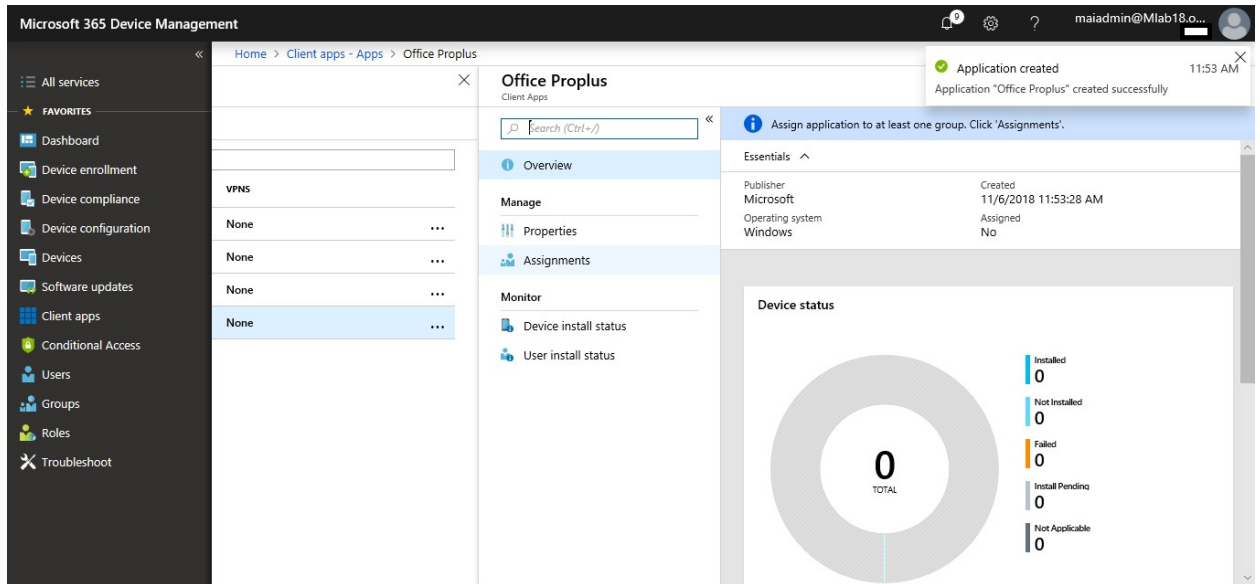 Microsoft 365 Device Management
9
?
maiadmin@Mlab18.o...
«
Home > Client apps - Apps > Office Proplus
Application created 11:53 AM
Application "Office Proplus" created successfully
All services
FAVORITES
Dashboard
Device enrollment
Device compliance
Device configuration
Devices
Software updates
Client apps
Conditional Access
Users
Groups
Roles
Troubleshoot
VPNS
None ...
None ...
None ...
None ...
Office Proplus
Client Apps
Search (Ctrl+/)
«
Overview
Manage
Properties
Assignments
Monitor
Device install status
User install status
Assign application to at least one group. Click 'Assignments'.
Essentials
Publisher
Microsoft
Operating system
Windows
Created
11/6/2018 11:53:28 AM
Assigned
No
Device status
0
TOTAL
Installed
0
Not Installed
0
Failed
0
Install Pending
0
Not Applicable
0